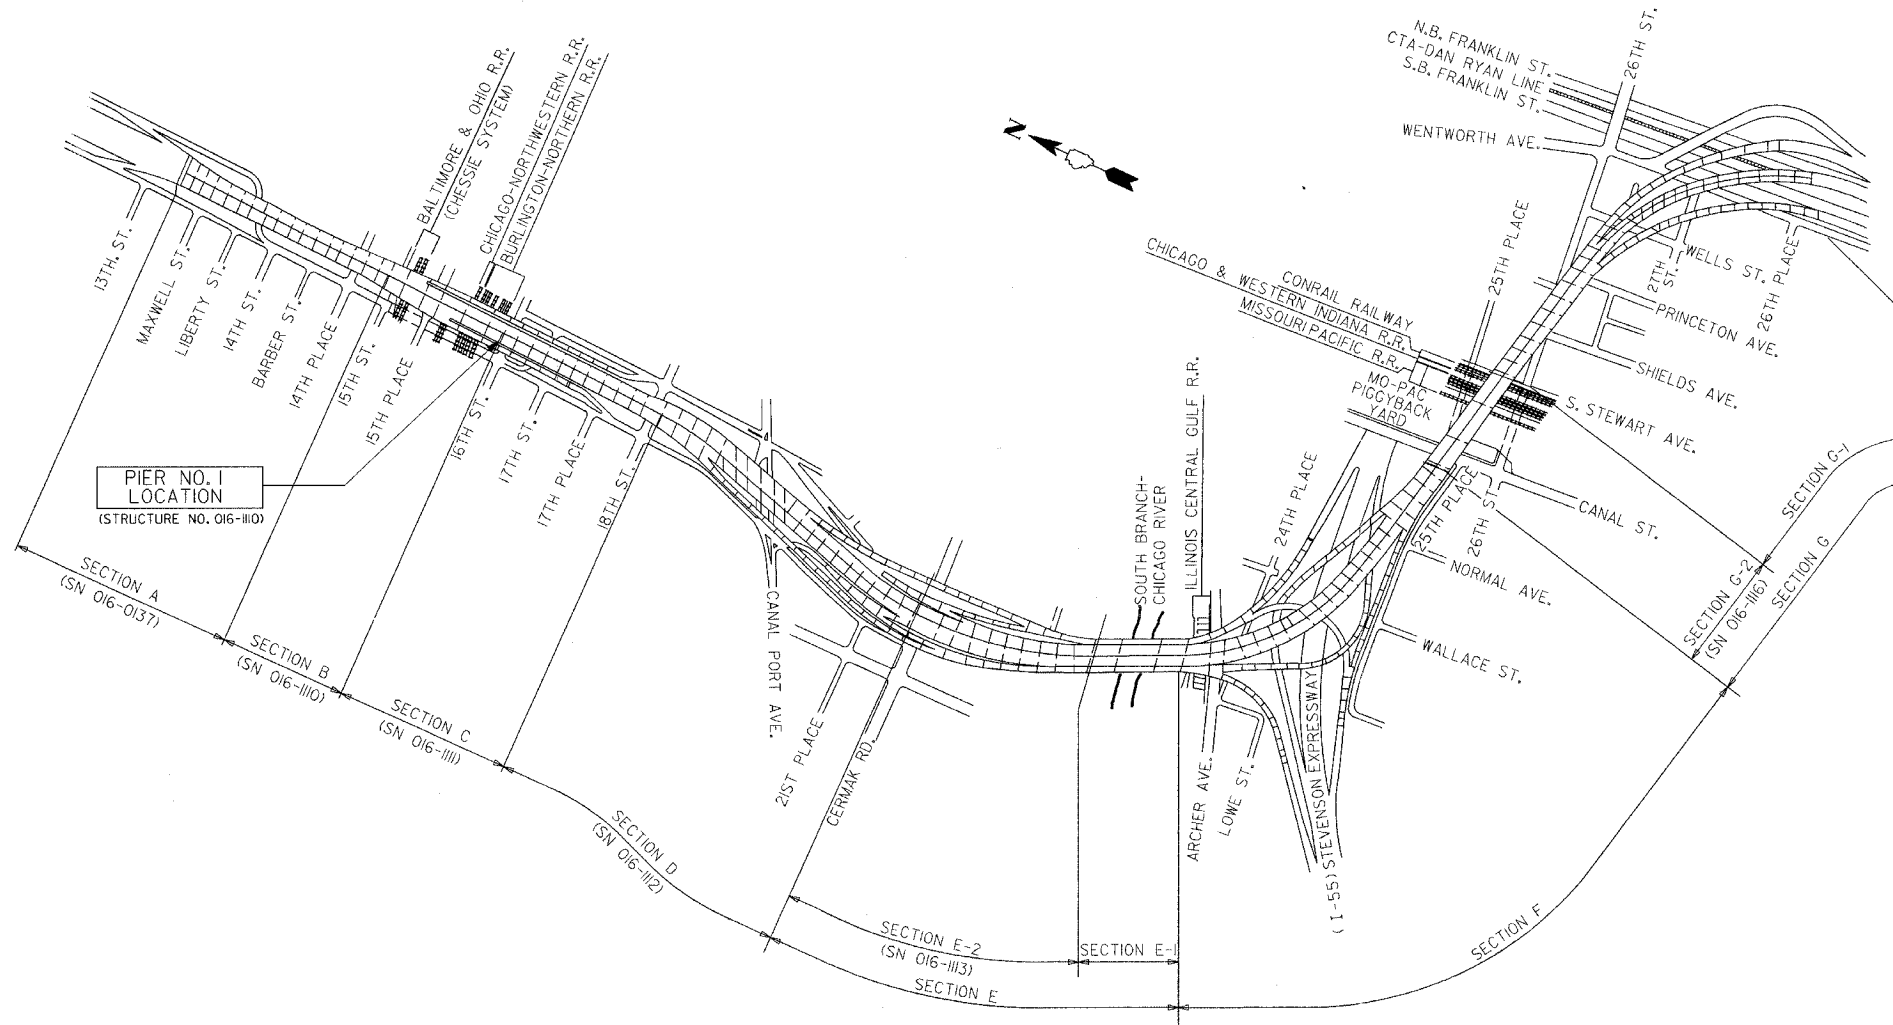 N.B. FRANKLIN ST.
CTA-DAN RYAN LINE
S.B. FRANKLIN ST.
26TH ST.
WENTWORTH AVE.
BALTIMORE & OHIO R.R.
(CHESSIE SYSTEM)
CHICAGO-NORTHWESTERN R.R.
BURLINGTON-NORTHERN R.R.
N
13TH. ST.
MAXWELL ST.
LIBERTY ST.
14TH ST.
BARBER ST.
14TH PLACE
15TH ST.
15TH PLACE
16TH ST.
17TH ST.
17TH PLACE
18TH ST.
PIER NO. 1
LOCATION
(STRUCTURE NO. 016-1110)
25TH PLACE
27TH
ST.
WELLS ST.
26TH PLACE
PRINCETON AVE.
SHIELDS AVE.
S. STEWART AVE.
CONRAIL RAILWAY
CHICAGO & WESTERN INDIANA R.R.
MISSOURI PACIFIC R.R.
MO-PAC
PIGGYBACK
YARD
CANAL ST.
25TH PLACE
26TH ST.
NORMAL AVE.
WALLACE ST.
24TH PLACE
ILLINOIS CENTRAL GULF R.R.
SOUTH BRANCH-
CHICAGO RIVER
CANAL PORT AVE.
21ST PLACE
CERMAK RD.
ARCHER AVE.
LOWE ST.
(I-55) STEVENSON EXPRESSWAY
SECTION A
(SN 016-0137)
SECTION B
(SN 016-1110)
SECTION C
(SN 016-1111)
SECTION D
(SN 016-1112)
SECTION E-2
(SN 016-1113)
SECTION E-1
SECTION E
SECTION F
SECTION G-2
(SN 016-1116)
SECTION G-1
SECTION G